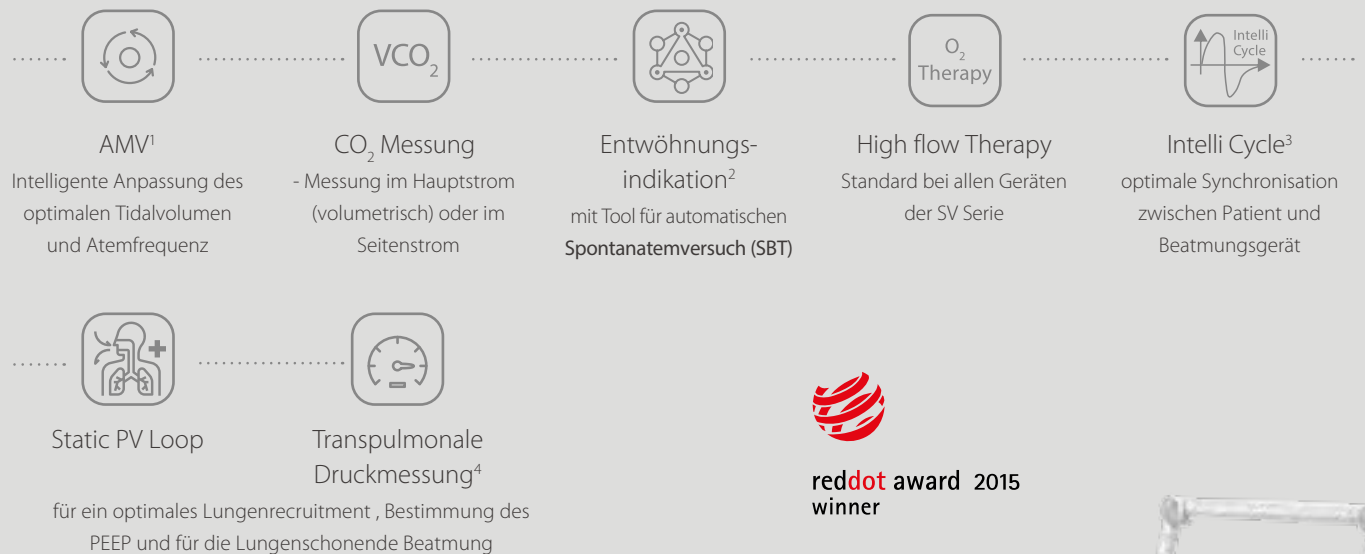 VCO₂
O₂
Therapy
Intelli
Cycle
AMV¹
Intelligente Anpassung des
optimalen Tidalvolumen
und Atemfrequenz
CO₂ Messung
- Messung im Hauptstrom
(volumetrisch) oder im
Seitenstrom
Entwöhnungs-
indikation²
mit Tool für automatischen
Spontanatemversuch (SBT)
High flow Therapy
Standard bei allen Geräten
der SV Serie
Intelli Cycle³
optimale Synchronisation
zwischen Patient und
Beatmungsgerät
Static PV Loop
Transpulmonale
Druckmessung⁴
für ein optimales Lungenrecruitment , Bestimmung des
PEEP und für die Lungenschonende Beatmung
reddot award 2015
winner